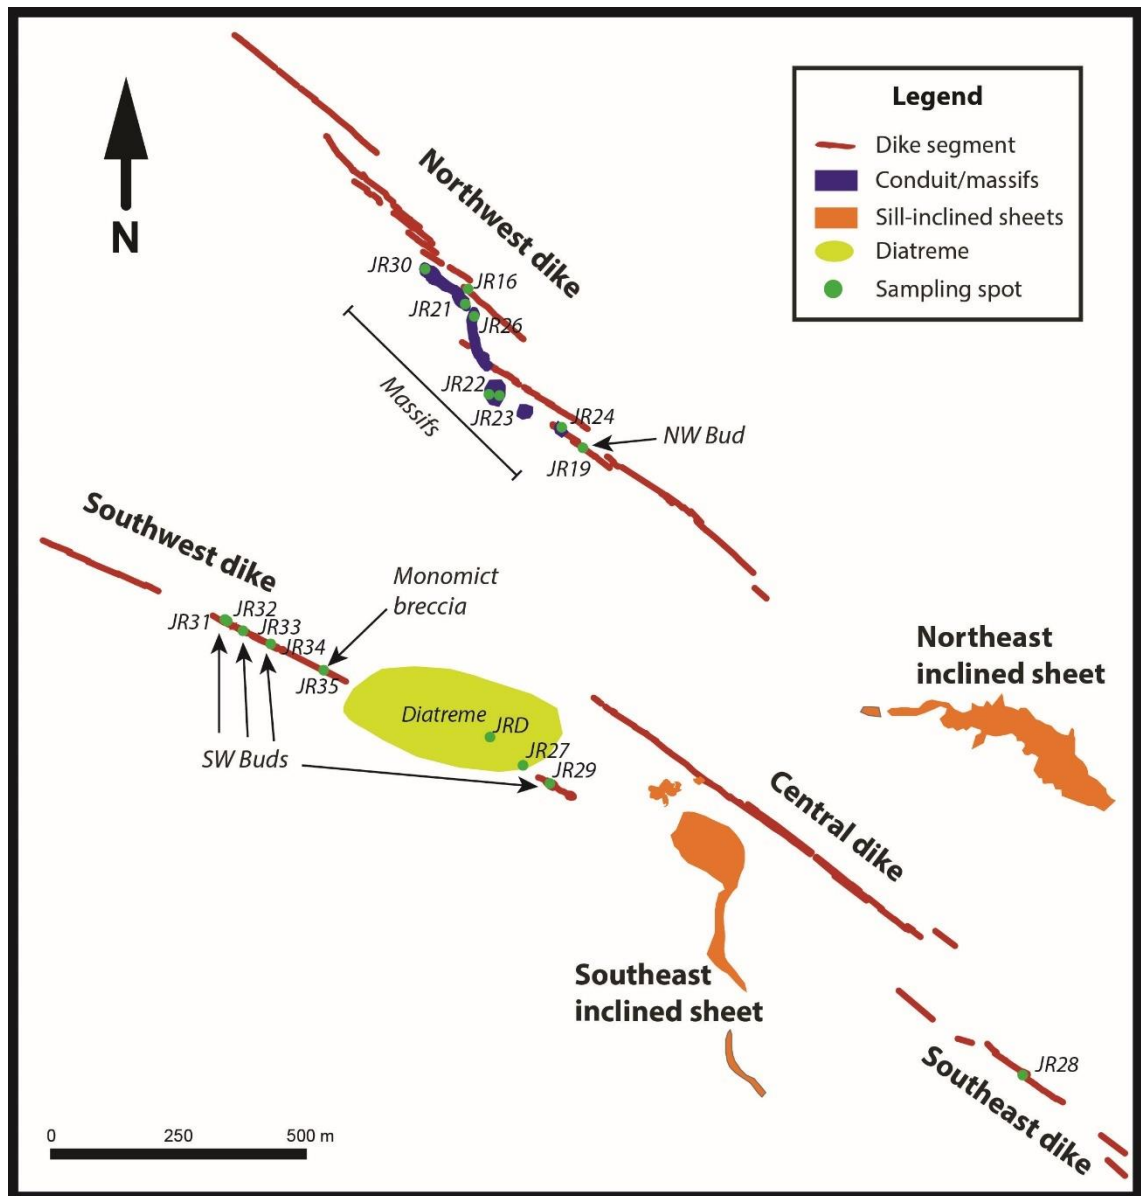 Legend
Dike segment
Conduit/massifs
Sill-inclined sheets
Diatreme
Sampling spot
N
Northwest dike
JR30
JR16
JR21
JR26
Massifs
JR22
JR23
JR24
NW Bud
JR19
Southwest dike
Monomict
breccia
JR31
JR32
JR33
JR34
JR35
SW Buds
Diatreme
JRD
JR27
JR29
Northeast
inclined sheet
Central dike
Southeast
inclined sheet
JR28
Southeast dike
0 250 500 m